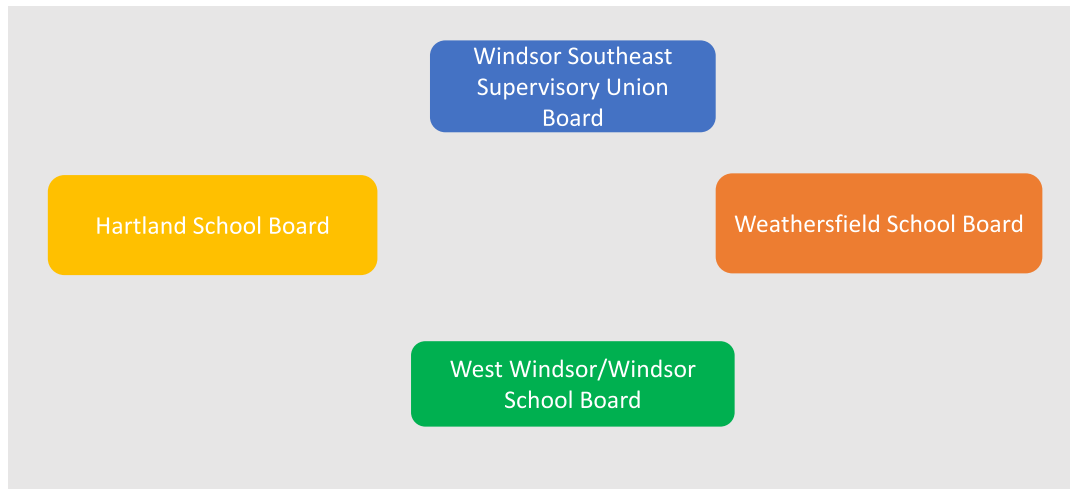 Windsor Southeast
Supervisory Union
Board
Hartland School Board
Weathersfield School Board
West Windsor/Windsor
School Board